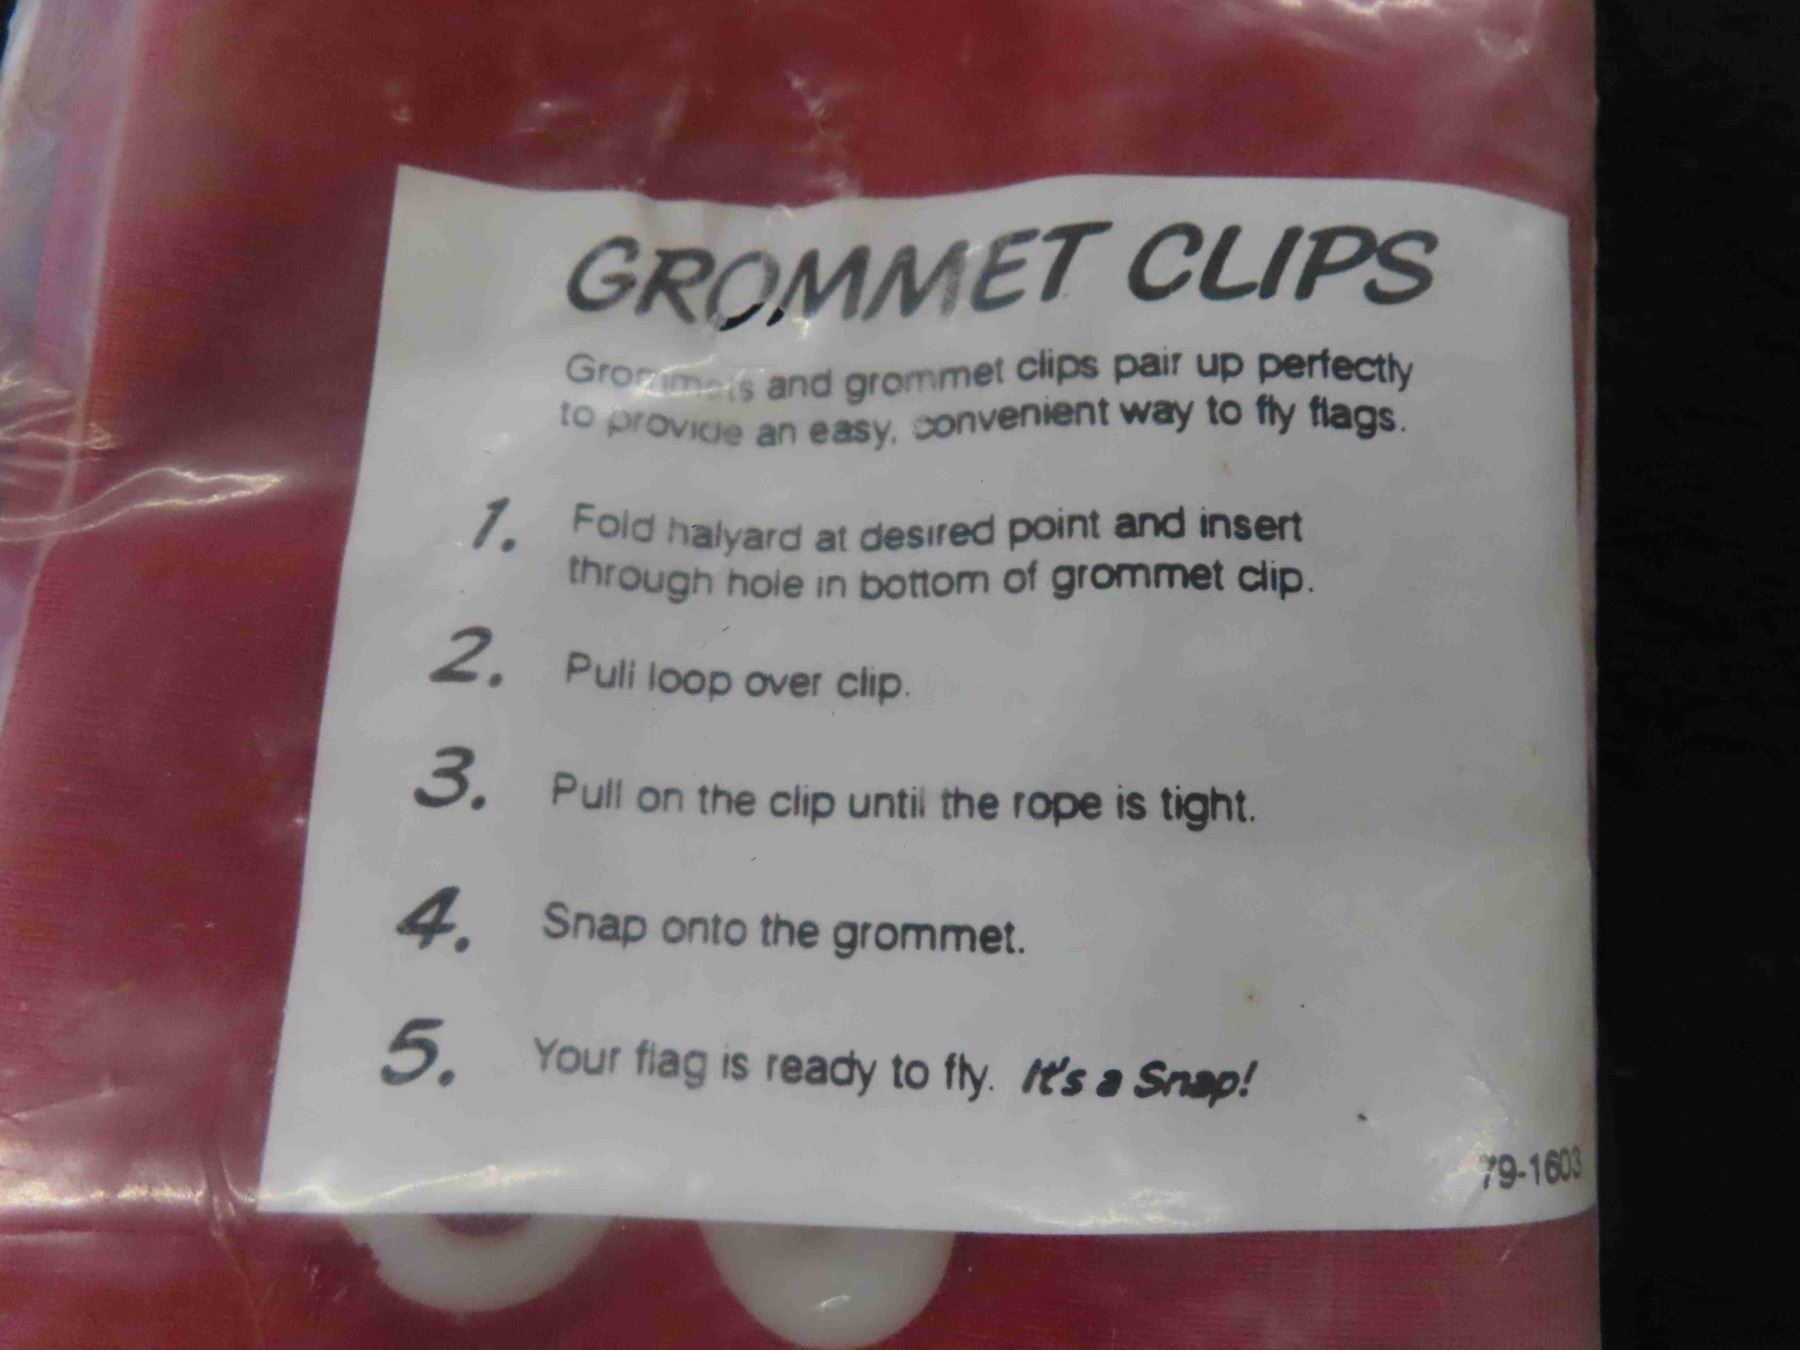 GROMMET CLIPS
Grommets and grommet clips pair up perfectly
to provide an easy, convenient way to fly flags.
1. Fold halyard at desired point and insert
through hole in bottom of grommet clip.
2. Pull loop over clip.
3. Pull on the clip until the rope is tight.
4. Snap onto the grommet.
5. Your flag is ready to fly. It's a Snap!
79-1603